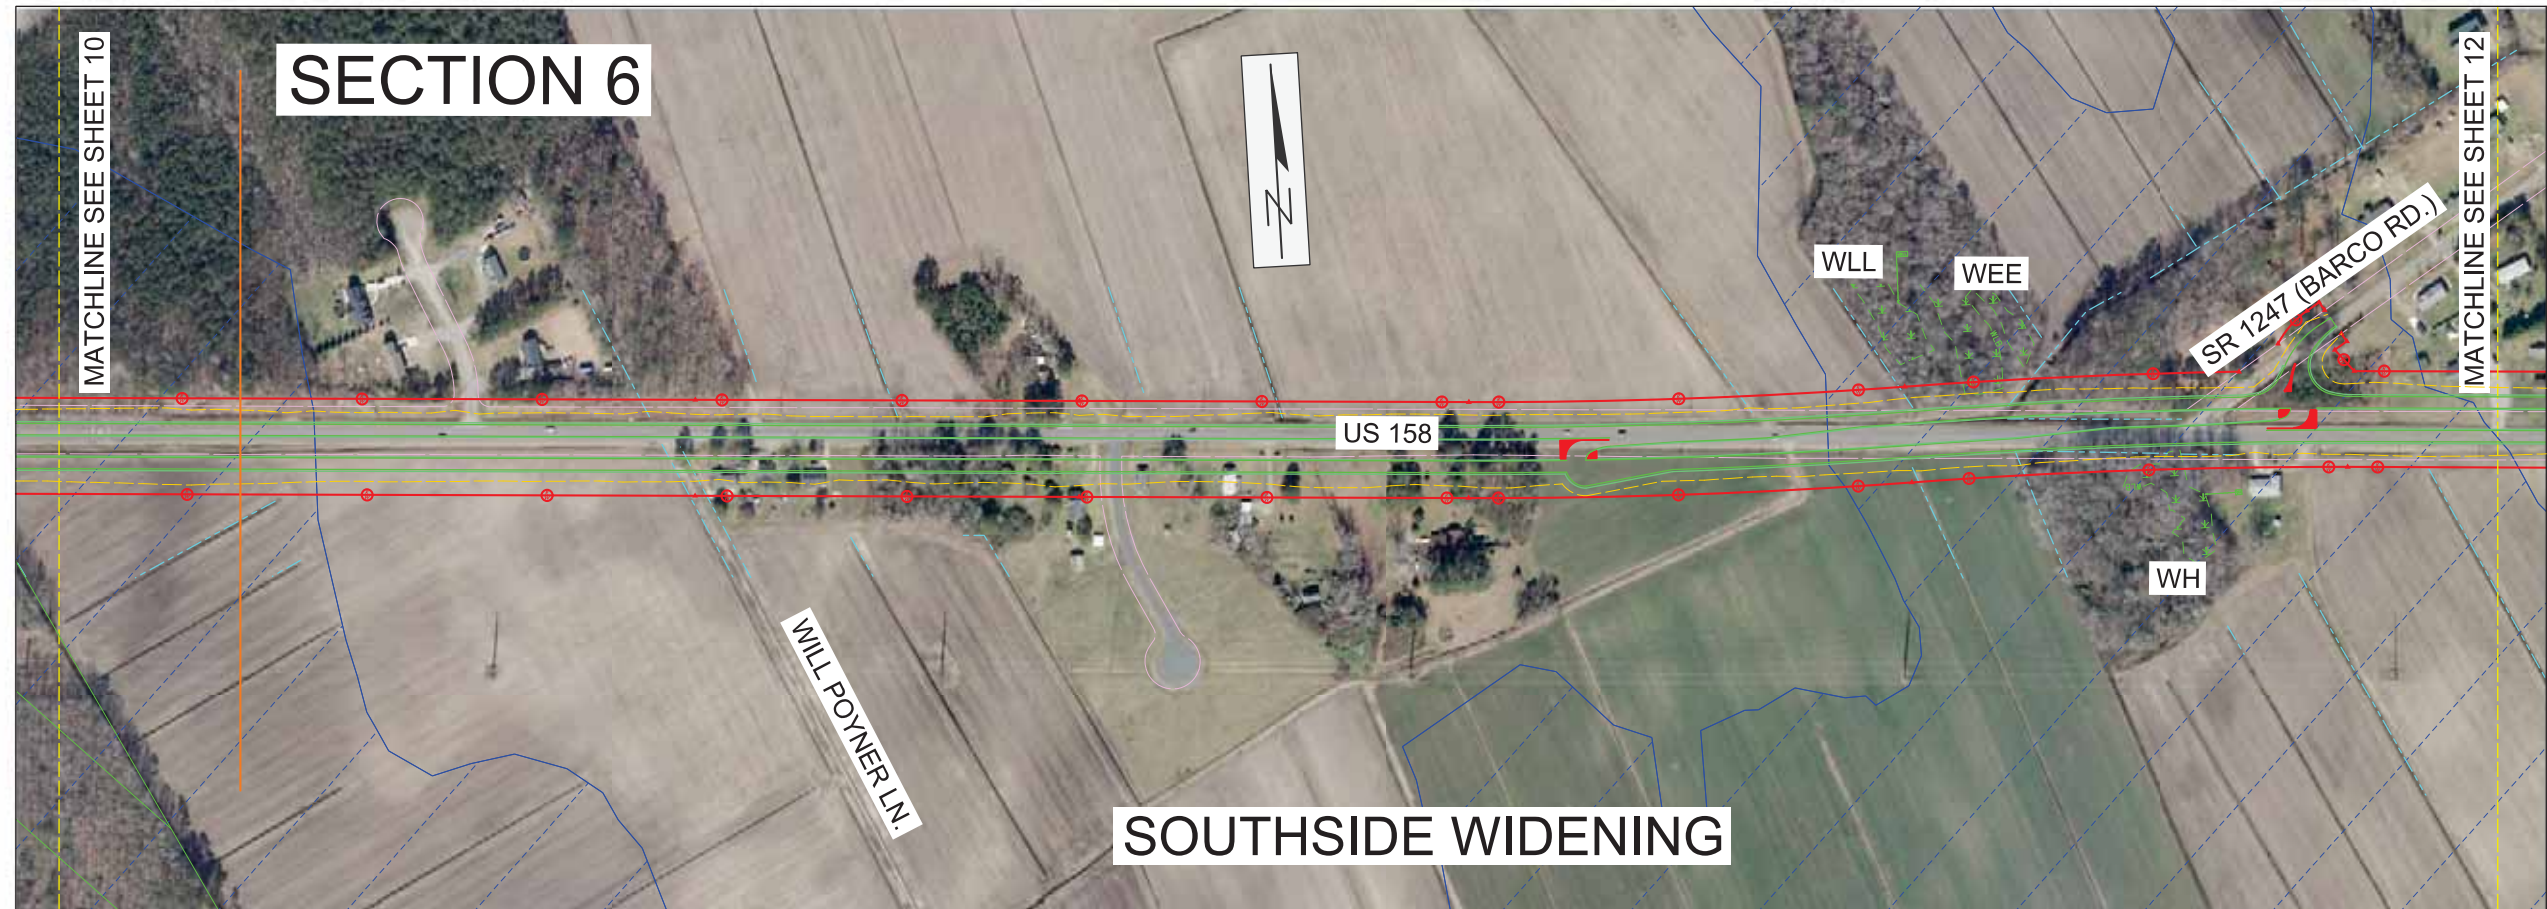 MATCHLINE SEE SHEET 10
SECTION 6
N
MATCHLINE SEE SHEET 12
WLL
WEE
SR 1247 (BARCO RD.)
US 158
WH
WILL POYNER LN.
SOUTHSIDE WIDENING